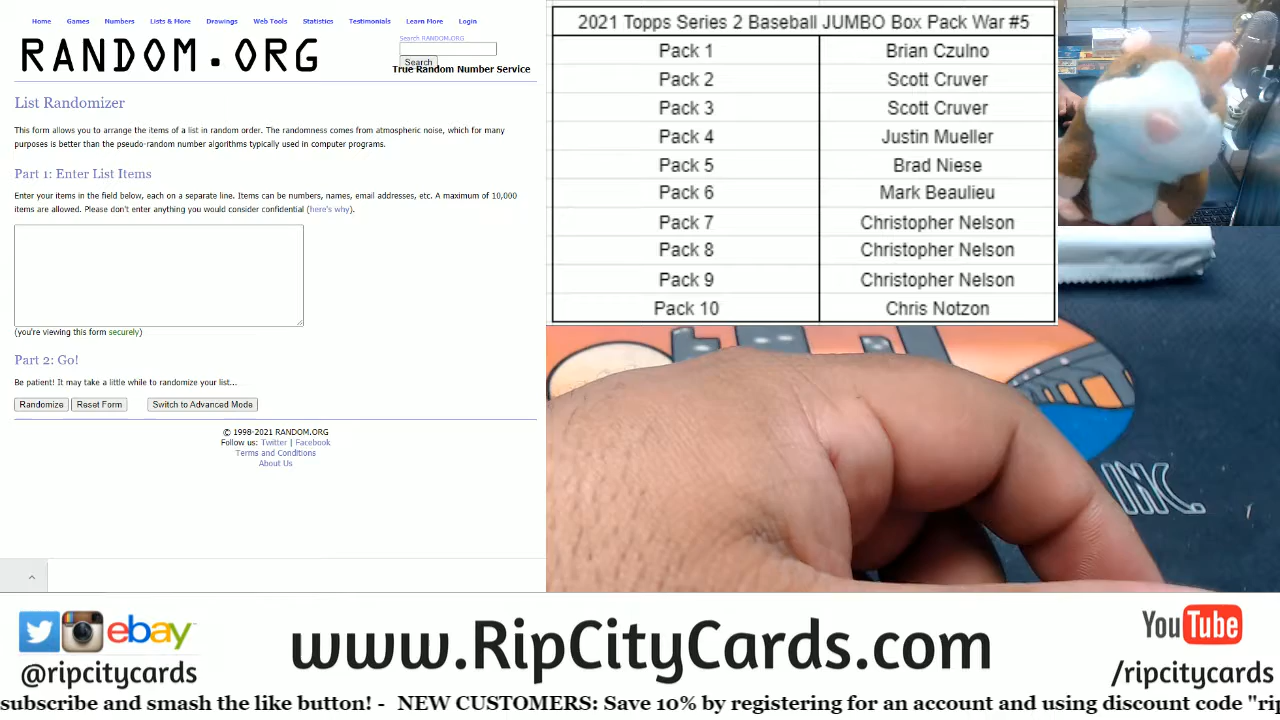 Home Games Numbers Lists & More Drawings Web Tools Statistics Testimonials Learn More Login
RANDOM.ORG
Search RANDOM.ORG
Search
True Random Number Service
List Randomizer
This form allows you to arrange the items of a list in random order. The randomness comes from atmospheric noise, which for many
purposes is better than the pseudo-random number algorithms typically used in computer programs.
Part 1: Enter List Items
Enter your items in the field below, each on a separate line. Items can be numbers, names, email addresses, etc. A maximum of 10,000
items are allowed. Please don't enter anything you would consider confidential (here's why).
(you're viewing this form securely)
Part 2: Go!
Be patient! It may take a little while to randomize your list...
Randomize Reset Form Switch to Advanced Mode
© 1998-2021 RANDOM.ORG
Follow us: Twitter | Facebook
Terms and Conditions
About Us
2021 Topps Series 2 Baseball JUMBO Box Pack War #5
Pack 1 Brian Czulno
Pack 2 Scott Cruver
Pack 3 Scott Cruver
Pack 4 Justin Mueller
Pack 5 Brad Niese
Pack 6 Mark Beaulieu
Pack 7 Christopher Nelson
Pack 8 Christopher Nelson
Pack 9 Christopher Nelson
Pack 10 Chris Notzon
INC.
ebay
@ripcitycards
www.RipCityCards.com
YouTube
/ripcitycards
subscribe and smash the like button! - NEW CUSTOMERS: Save 10% by registering for an account and using discount code "rip